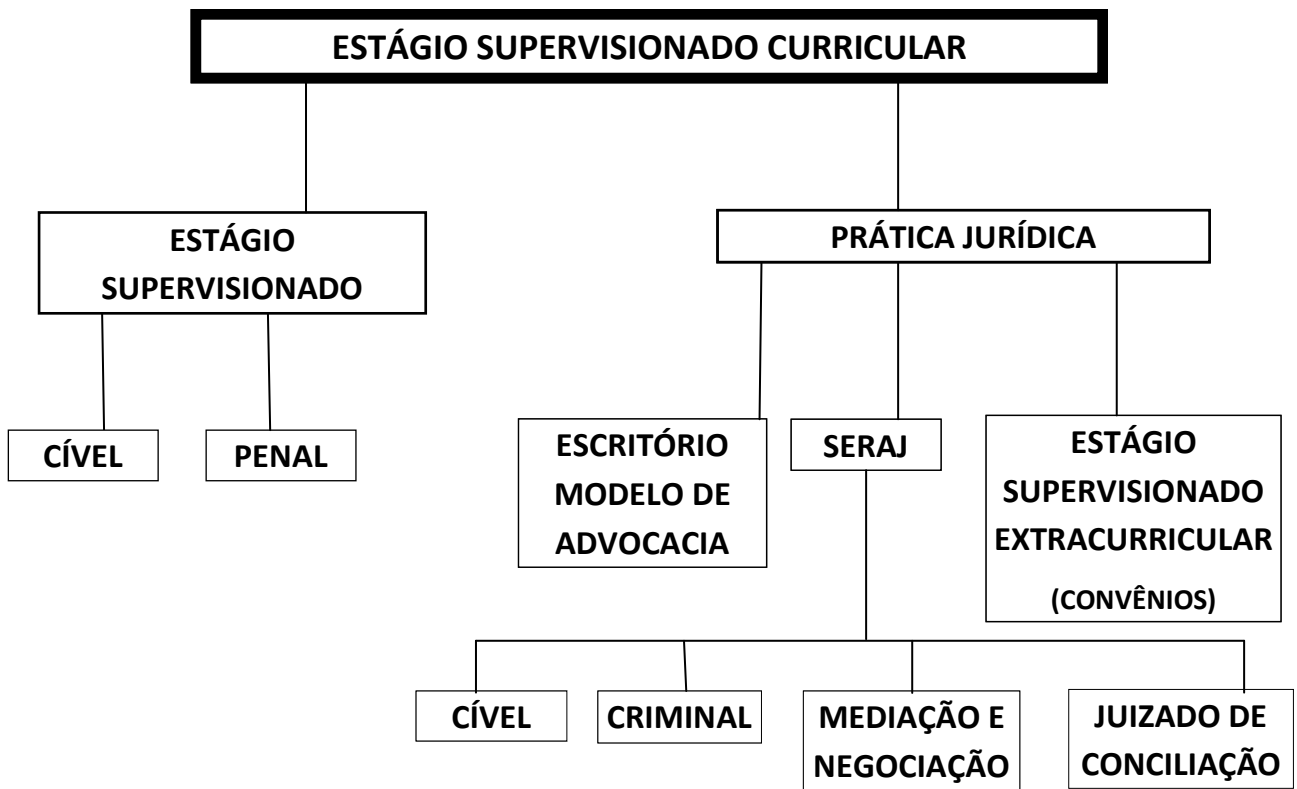 ESTÁGIO SUPERVISIONADO CURRICULAR
ESTÁGIO
SUPERVISIONADO
PRÁTICA JURÍDICA
CÍVEL
PENAL
ESCRITÓRIO
MODELO DE
ADVOCACIA
SERAJ
ESTÁGIO
SUPERVISIONADO
EXTRACURRICULAR
(CONVÊNIOS)
CÍVEL
CRIMINAL
MEDIAÇÃO E
NEGOCIAÇÃO
JUIZADO DE
CONCILIAÇÃO